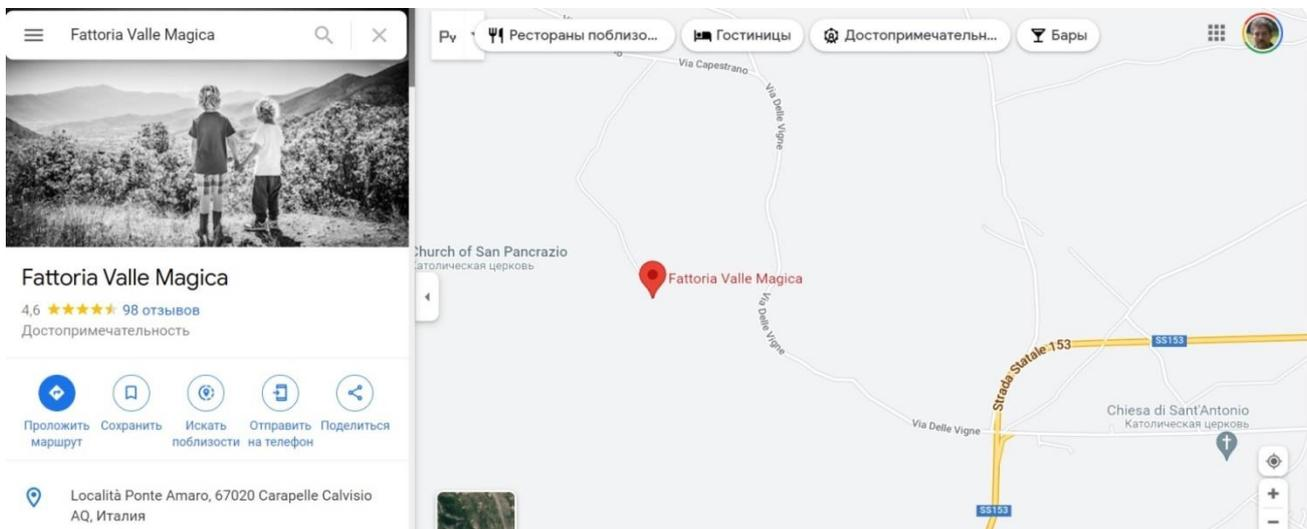 Fattoria Valle Magica
Рестораны поблизо...
Гостиницы
Достопримечательн...
Бары
Fattoria Valle Magica
4,6
98 отзывов
Достопримечательность
Проложить маршрут
Сохранить
Искать поблизости
Отправить на телефон
Поделиться
Località Ponte Amaro, 67020 Carapelle Calvisio
AQ, Италия
Via Capestrano
Via Delle Vigne
Church of San Pancrazio
Католическая церковь
Fattoria Valle Magica
Via Delle Vigne
Strada Statale 153
SS153
Chiesa di Sant'Antonio
Католическая церковь
Via Delle Vigne
SS153